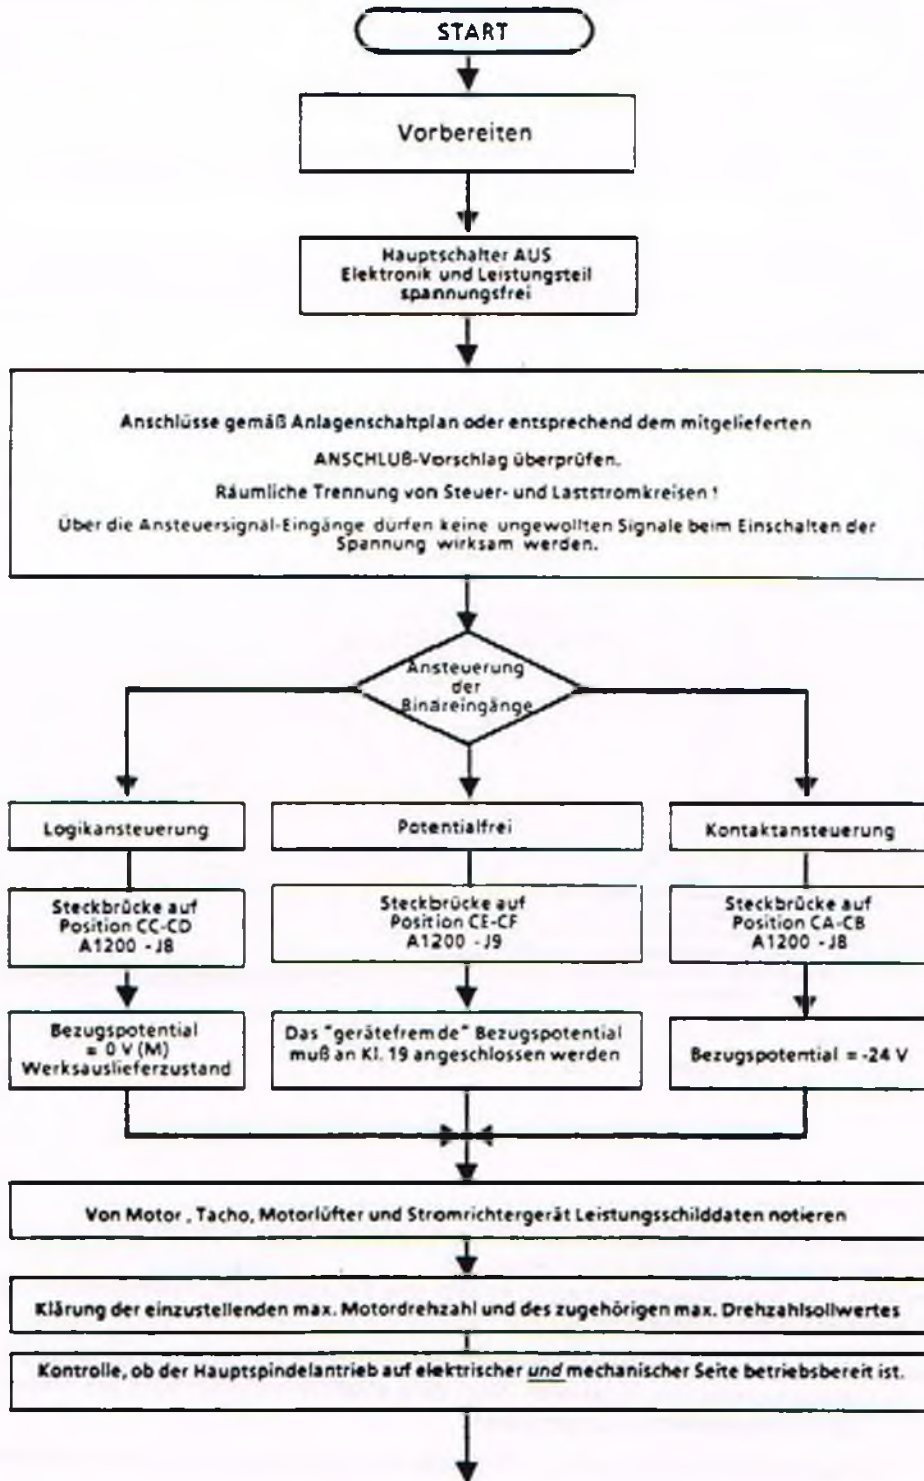 START
Vorbereiten
Hauptschalter AUS
Elektronik und Leistungsteil
spannungsfrei
Anschlüsse gemäß Anlagenschaltplan oder entsprechend dem mitgelieferten
ANSCHLUß-Vorschlag überprüfen.
Räumliche Trennung von Steuer- und Laststromkreisen !
Über die Ansteuersignal-Eingänge dürfen keine ungewollten Signale beim Einschalten der
Spannung wirksam werden.
Ansteuerung
der
Binäreingänge
Logikansteuerung
Steckbrücke auf
Position CC-CD
A1200 - J8
Bezugspotential
= 0 V (M)
Werksauslieferzustand
Potentialfrei
Steckbrücke auf
Position CE-CF
A1200 - J9
Das "gerätefremde" Bezugspotential
muß an Kl. 19 angeschlossen werden
Kontaktansteuerung
Steckbrücke auf
Position CA-CB
A1200 - J8
Bezugspotential = -24 V
Von Motor , Tacho, Motorlüfter und Stromrichtergerät Leistungsschilddaten notieren
Klärung der einzustellenden max. Motordrehzahl und des zugehörigen max. Drehzahlsollwertes
Kontrolle, ob der Hauptspindelantrieb auf elektrischer und mechanischer Seite betriebsbereit ist.